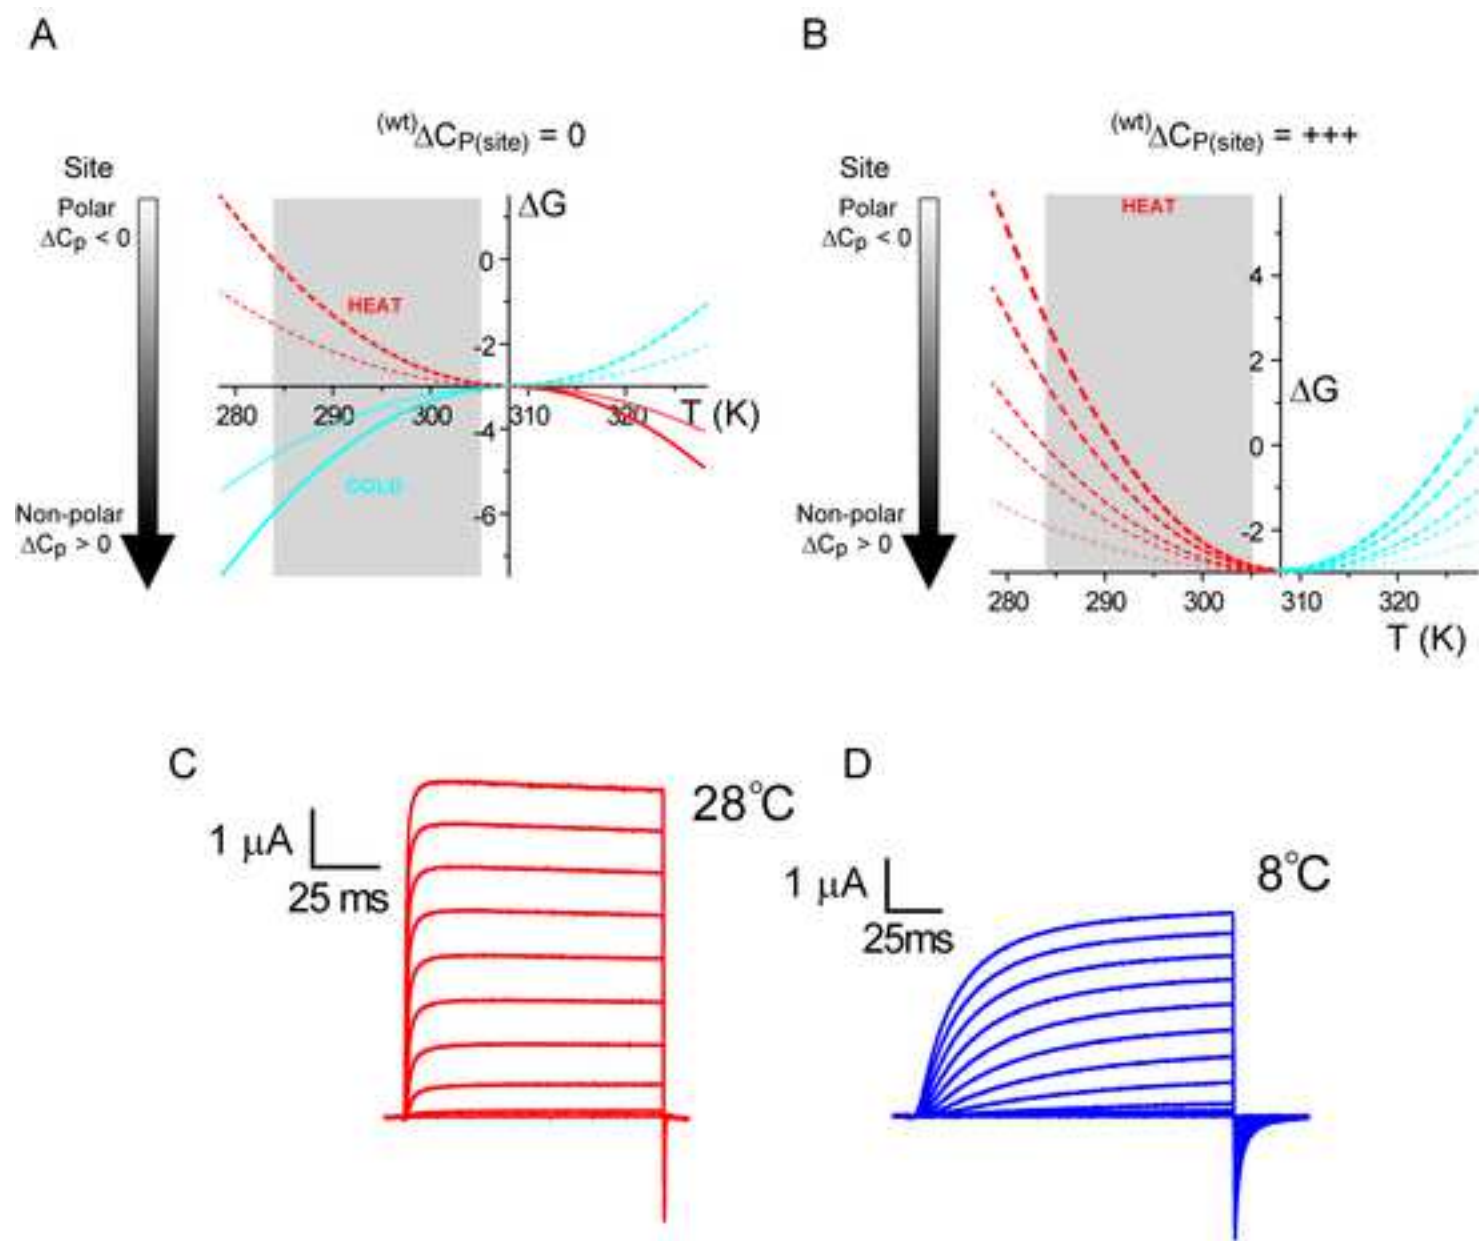 A
(wt)ΔCP(site) = 0
Site
Polar
ΔCp < 0
Non-polar
ΔCp > 0
ΔG
0
-2
-4
-6
HEAT
COLD
280
290
300
310
320
T (K)
B
(wt)ΔCP(site) = +++
Site
Polar
ΔCp < 0
Non-polar
ΔCp > 0
HEAT
4
2
0
-2
ΔG
280
290
300
310
320
T (K)
C
28°C
1 μA
25 ms
D
8°C
1 μA
25ms